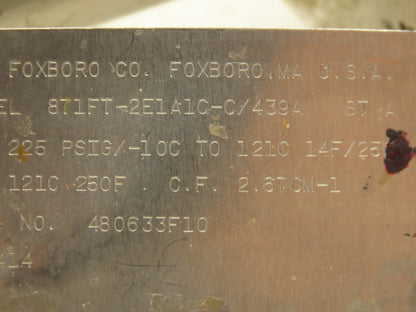 FOXBORO CO. FOXBORO,MA U.S.A.
EL 871FT-2E1A1C-C/439A ST.A
225 PSIG/-10C TO 121C 14F/25
121C 250F . C.F. 2.67CM-1
NO. 480633F10
414